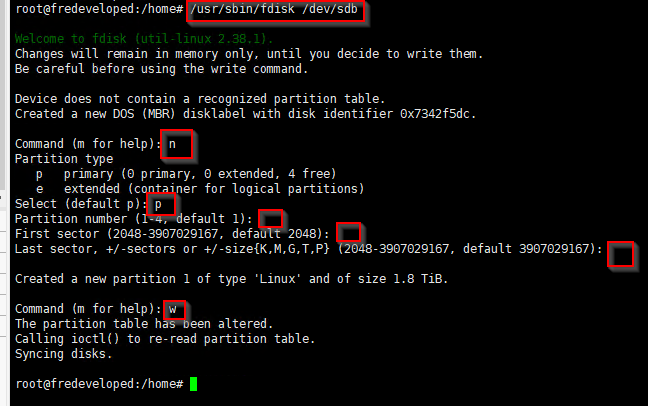 root@fredeveloped:/home# /usr/sbin/fdisk /dev/sdb
Welcome to fdisk (util-linux 2.38.1).
Changes will remain in memory only, until you decide to write them.
Be careful before using the write command.
Device does not contain a recognized partition table.
Created a new DOS (MBR) disklabel with disk identifier 0x7342f5dc.
Command (m for help): n
Partition type
   p   primary (0 primary, 0 extended, 4 free)
   e   extended (container for logical partitions)
Select (default p): p
Partition number (1-4, default 1):
First sector (2048-3907029167, default 2048):
Last sector, +/-sectors or +/-size{K,M,G,T,P} (2048-3907029167, default 3907029167):
Created a new partition 1 of type 'Linux' and of size 1.8 TiB.
Command (m for help): w
The partition table has been altered.
Calling ioctl() to re-read partition table.
Syncing disks.
root@fredeveloped:/home#